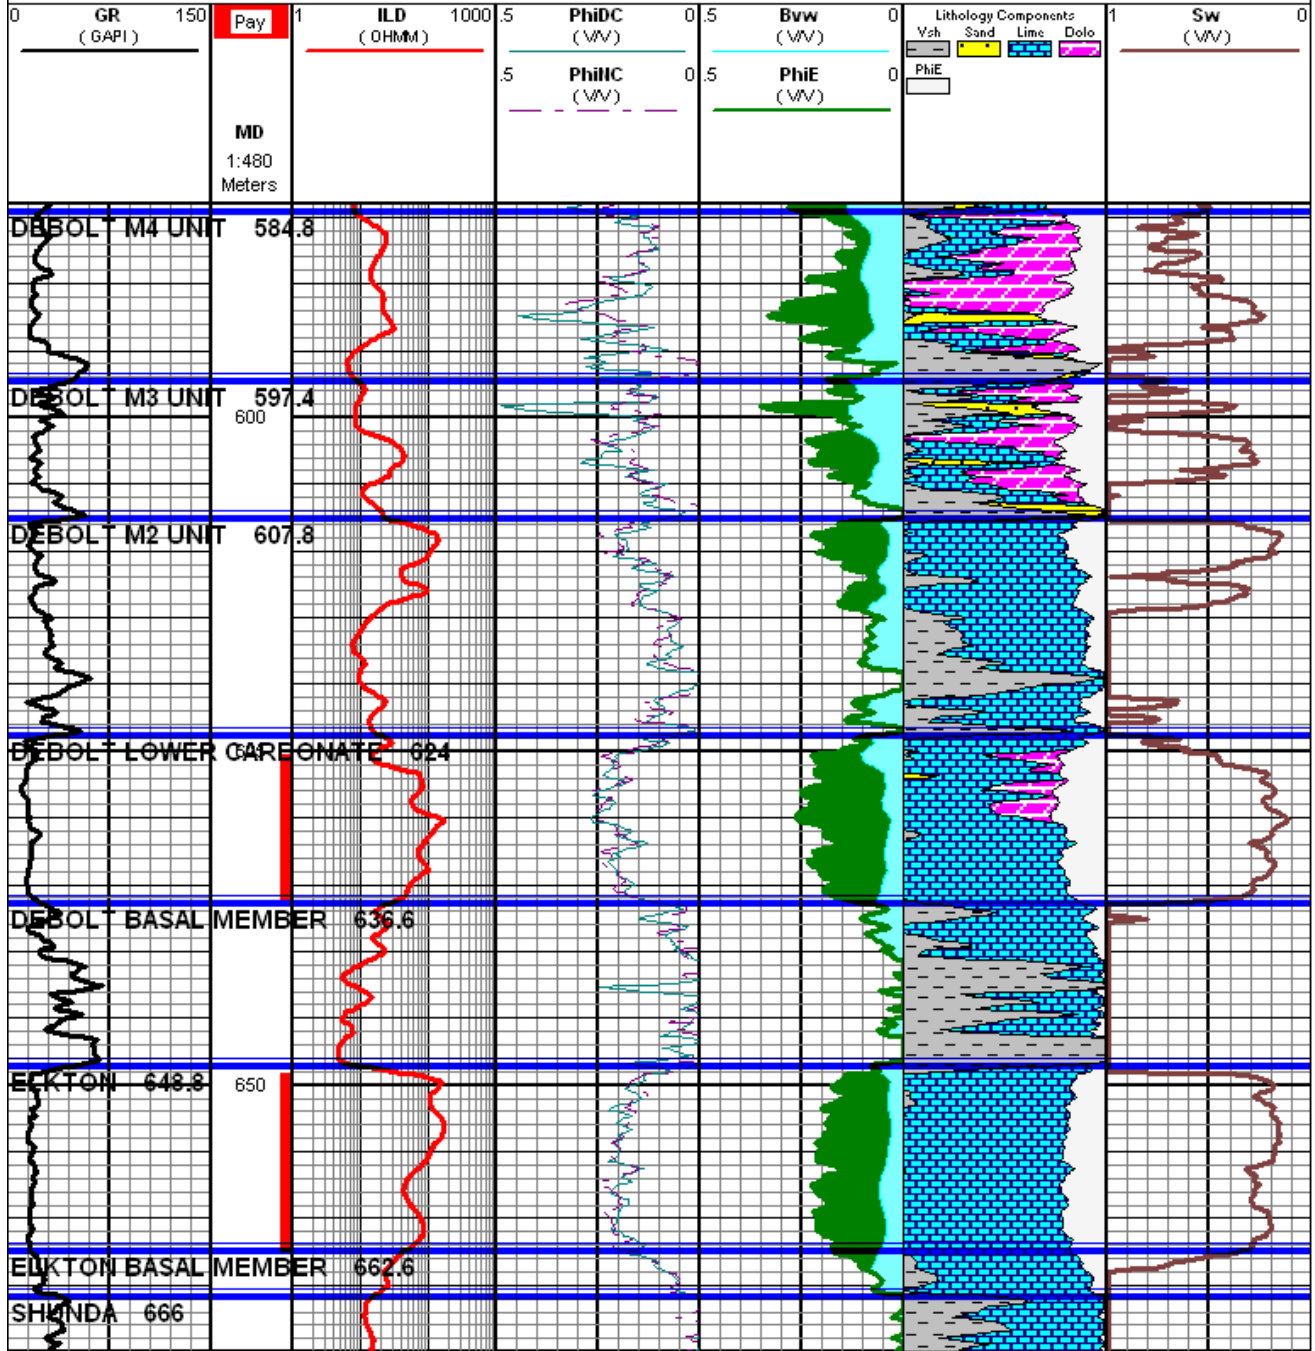 0 GR 150
( GAPI )
Pay
MD
1:480
Meters
1 ILD 1000
( OHMM )
.5 PhiDC 0
( V/V )
.5 PhiNC 0
( V/V )
.5 Bvw 0
( V/V )
.5 PhiE 0
( V/V )
Lithology Components
Vsh Sand Lime Dolo
PhiE
1 Sw 0
( V/V )
DEBOLT M4 UNIT 584.8
DEBOLT M3 UNIT 597.4
600
DEBOLT M2 UNIT 607.8
DEBOLT LOWER CARBONATE 624
DEBOLT BASAL MEMBER 636.6
ELKTON 648.8
650
ELKTON BASAL MEMBER 662.6
SHUNDA 666